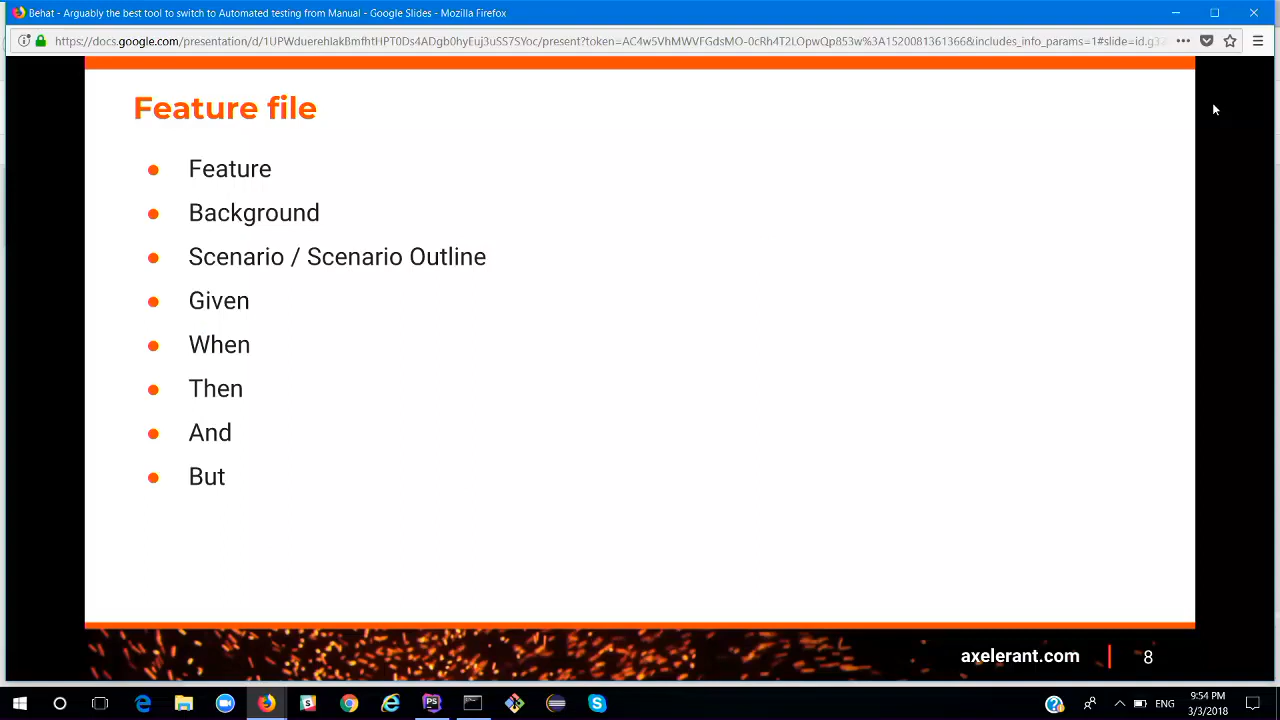 Behat - Arguably the best tool to switch to Automated testing from Manual - Google Slides - Mozilla Firefox
Feature file
Feature
Background
Scenario / Scenario Outline
Given
When
Then
And
But
axelerant.com
8
9:54 PM
ENG
3/3/2018